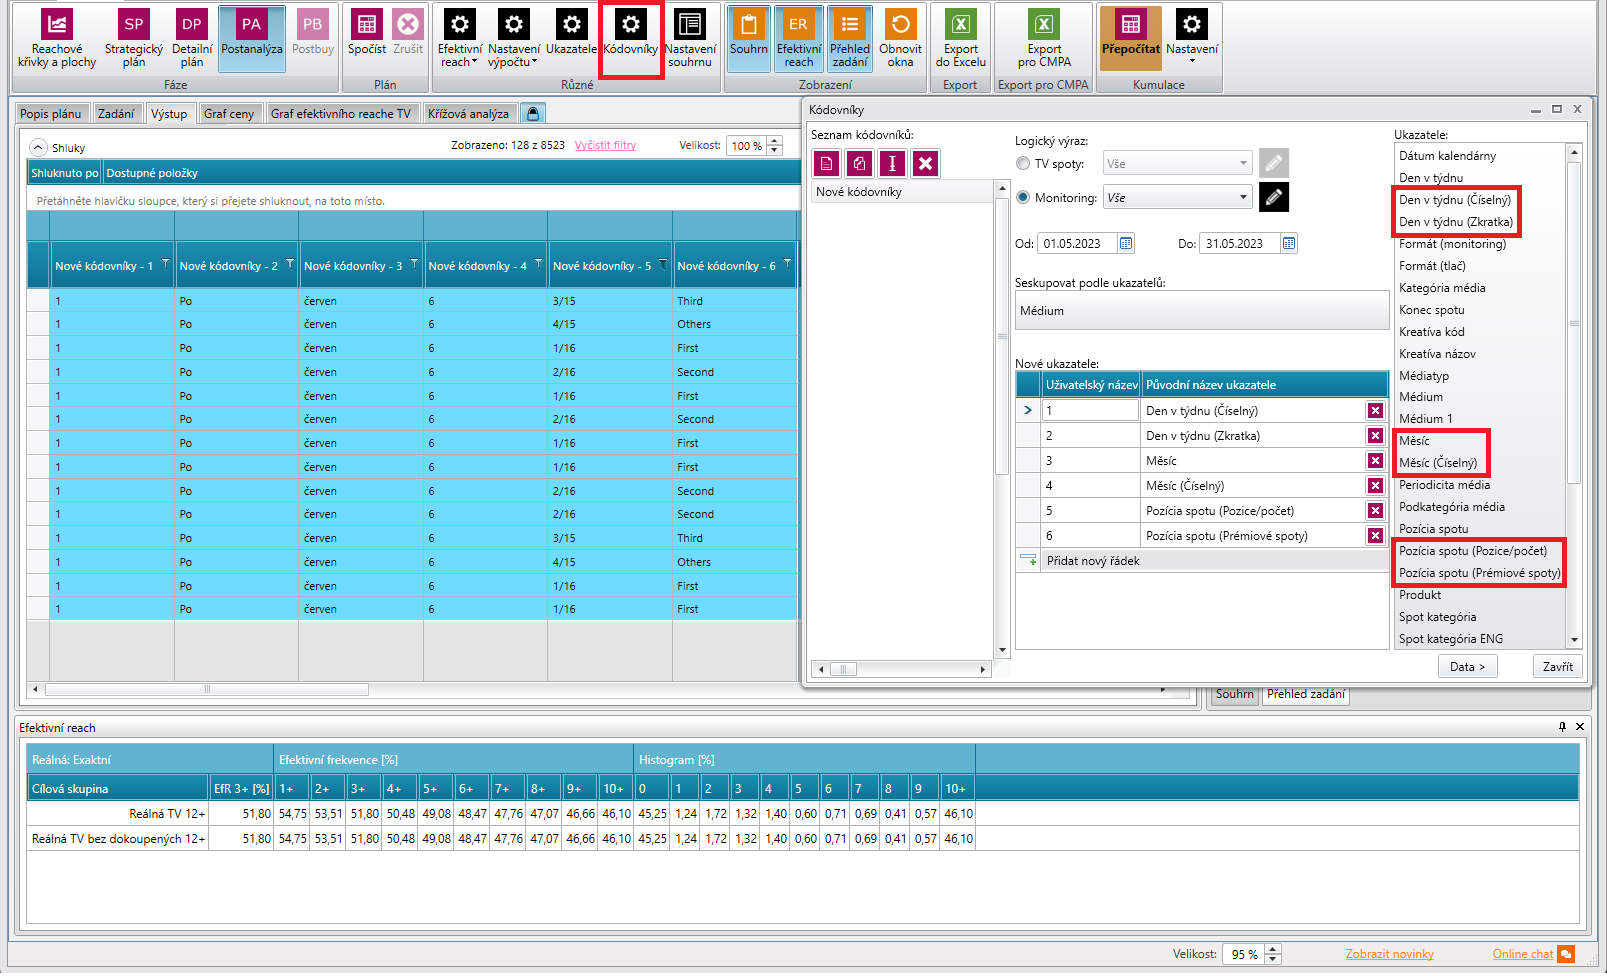 SP DP PA PB ER
Reachové křivky a plochy
Strategický plán
Detailní plán
Postanalýza
Postbuy
Spočíst
Zrušit
Efektivní reach
Nastavení výpočtu
Ukazatele
Kódovníky
Nastavení souhrnu
Souhrn
Efektivní reach
Přehled zadání
Obnovit okna
Export do Excelu
Export pro CMPA
Přepočítat
Nastavení
Fáze Plán Různé Zobrazení Export Export pro CMPA Kumulace
Popis plánu Zadání Výstup Graf ceny Graf efektivního reache TV Křížová analýza
Shluky Zobrazeno: 128 z 8523 Vyčistit filtry Velikost: 100 %
Shluknuto po Dostupné položky
Přetáhněte hlavičku sloupce, který si přejete shluknout, na toto místo.
Nové kódovníky - 1 Nové kódovníky - 2 Nové kódovníky - 3 Nové kódovníky - 4 Nové kódovníky - 5 Nové kódovníky - 6
1 Po červen 6 3/15 Third
1 Po červen 6 4/15 Others
1 Po červen 6 1/16 First
1 Po červen 6 2/16 Second
1 Po červen 6 1/16 First
1 Po červen 6 2/16 Second
1 Po červen 6 1/16 First
1 Po červen 6 1/16 First
1 Po červen 6 2/16 Second
1 Po červen 6 2/16 Second
1 Po červen 6 3/15 Third
1 Po červen 6 4/15 Others
1 Po červen 6 1/16 First
1 Po červen 6 1/16 First
Kódovníky
Seznam kódovníků:
Nové kódovníky
Logický výraz:
TV spoty: Vše
Monitoring: Vše
Od: 01.05.2023 Do: 31.05.2023
Seskupovat podle ukazatelů:
Médium
Nové ukazatele:
Uživatelský název Původní název ukazatele
1 Den v týdnu (Číselný)
2 Den v týdnu (Zkratka)
3 Měsíc
4 Měsíc (Číselný)
5 Pozícia spotu (Pozice/počet)
6 Pozícia spotu (Prémiové spoty)
Přidat nový řádek
Ukazatele:
Dátum kalendárny
Den v týdnu
Den v týdnu (Číselný)
Den v týdnu (Zkratka)
Formát (monitoring)
Formát (tlač)
Kategória média
Konec spotu
Kreatíva kód
Kreatíva názov
Médiatyp
Médium
Médium 1
Měsíc
Měsíc (Číselný)
Periodicita média
Podkategória média
Pozícia spotu
Pozícia spotu (Pozice/počet)
Pozícia spotu (Prémiové spoty)
Produkt
Spot kategória
Spot kategória ENG
Data > Zavřít
Souhrn Přehled zadání
Efektivní reach
Reálná: Exaktní Efektivní frekvence [%] Histogram [%]
Cílová skupina EfR 3+ [%] 1+ 2+ 3+ 4+ 5+ 6+ 7+ 8+ 9+ 10+ 0 1 2 3 4 5 6 7 8 9 10+
Reálná TV 12+ 51,80 54,75 53,51 51,80 50,48 49,08 48,47 47,76 47,07 46,66 46,10 45,25 1,24 1,72 1,32 1,40 0,60 0,71 0,69 0,41 0,57 46,10
Reálná TV bez dokoupených 12+ 51,80 54,75 53,51 51,80 50,48 49,08 48,47 47,76 47,07 46,66 46,10 45,25 1,24 1,72 1,32 1,40 0,60 0,71 0,69 0,41 0,57 46,10
Velikost: 95 % Zobrazit novinky Online chat